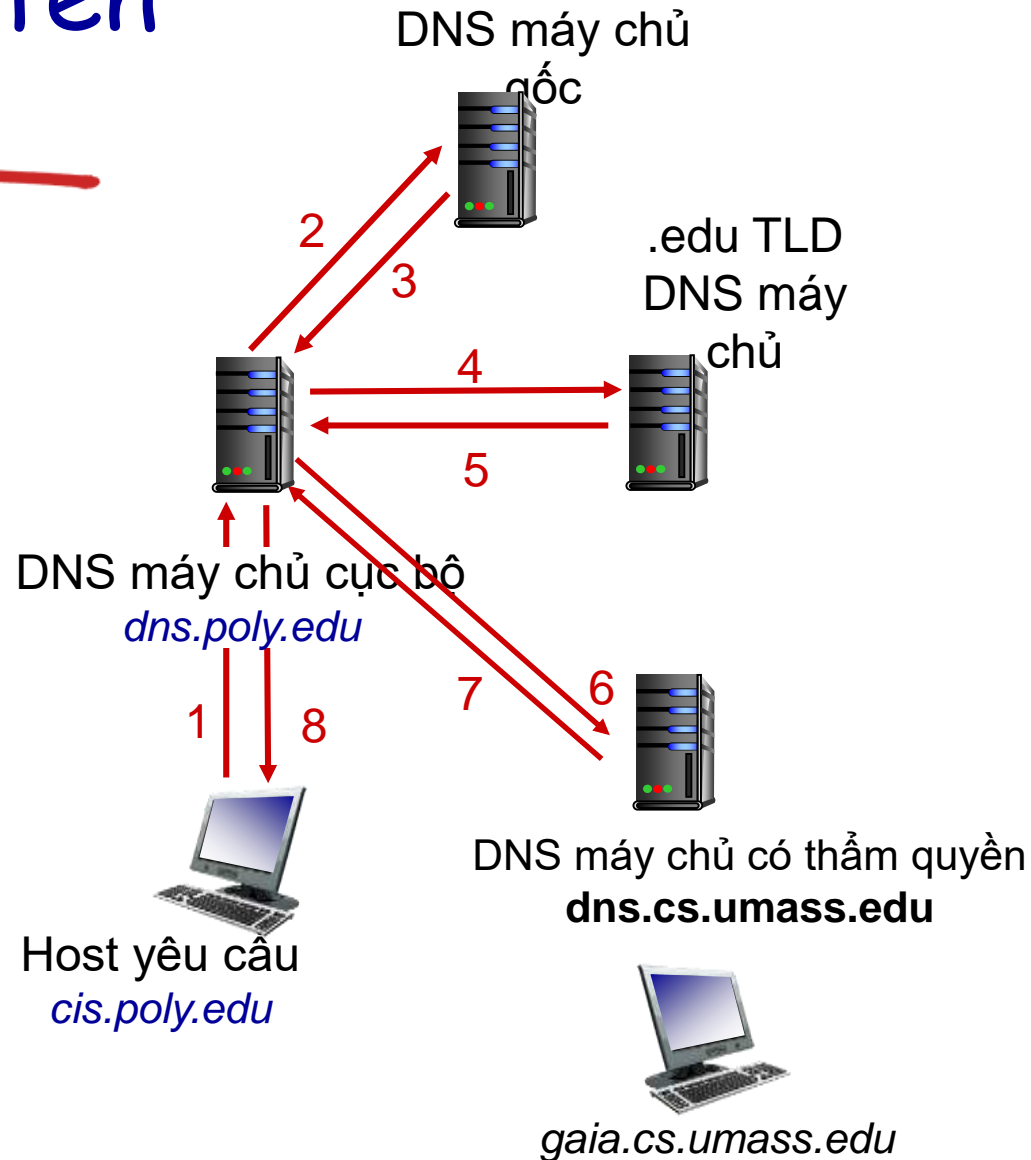 DNS máy chủ
gốc
2
3
.edu TLD
DNS máy
chủ
4
5
DNS máy chủ cục bộ
dns.poly.edu
1
8
7
6
Host yêu cầu
cis.poly.edu
DNS máy chủ có thẩm quyền
dns.cs.umass.edu
gaia.cs.umass.edu